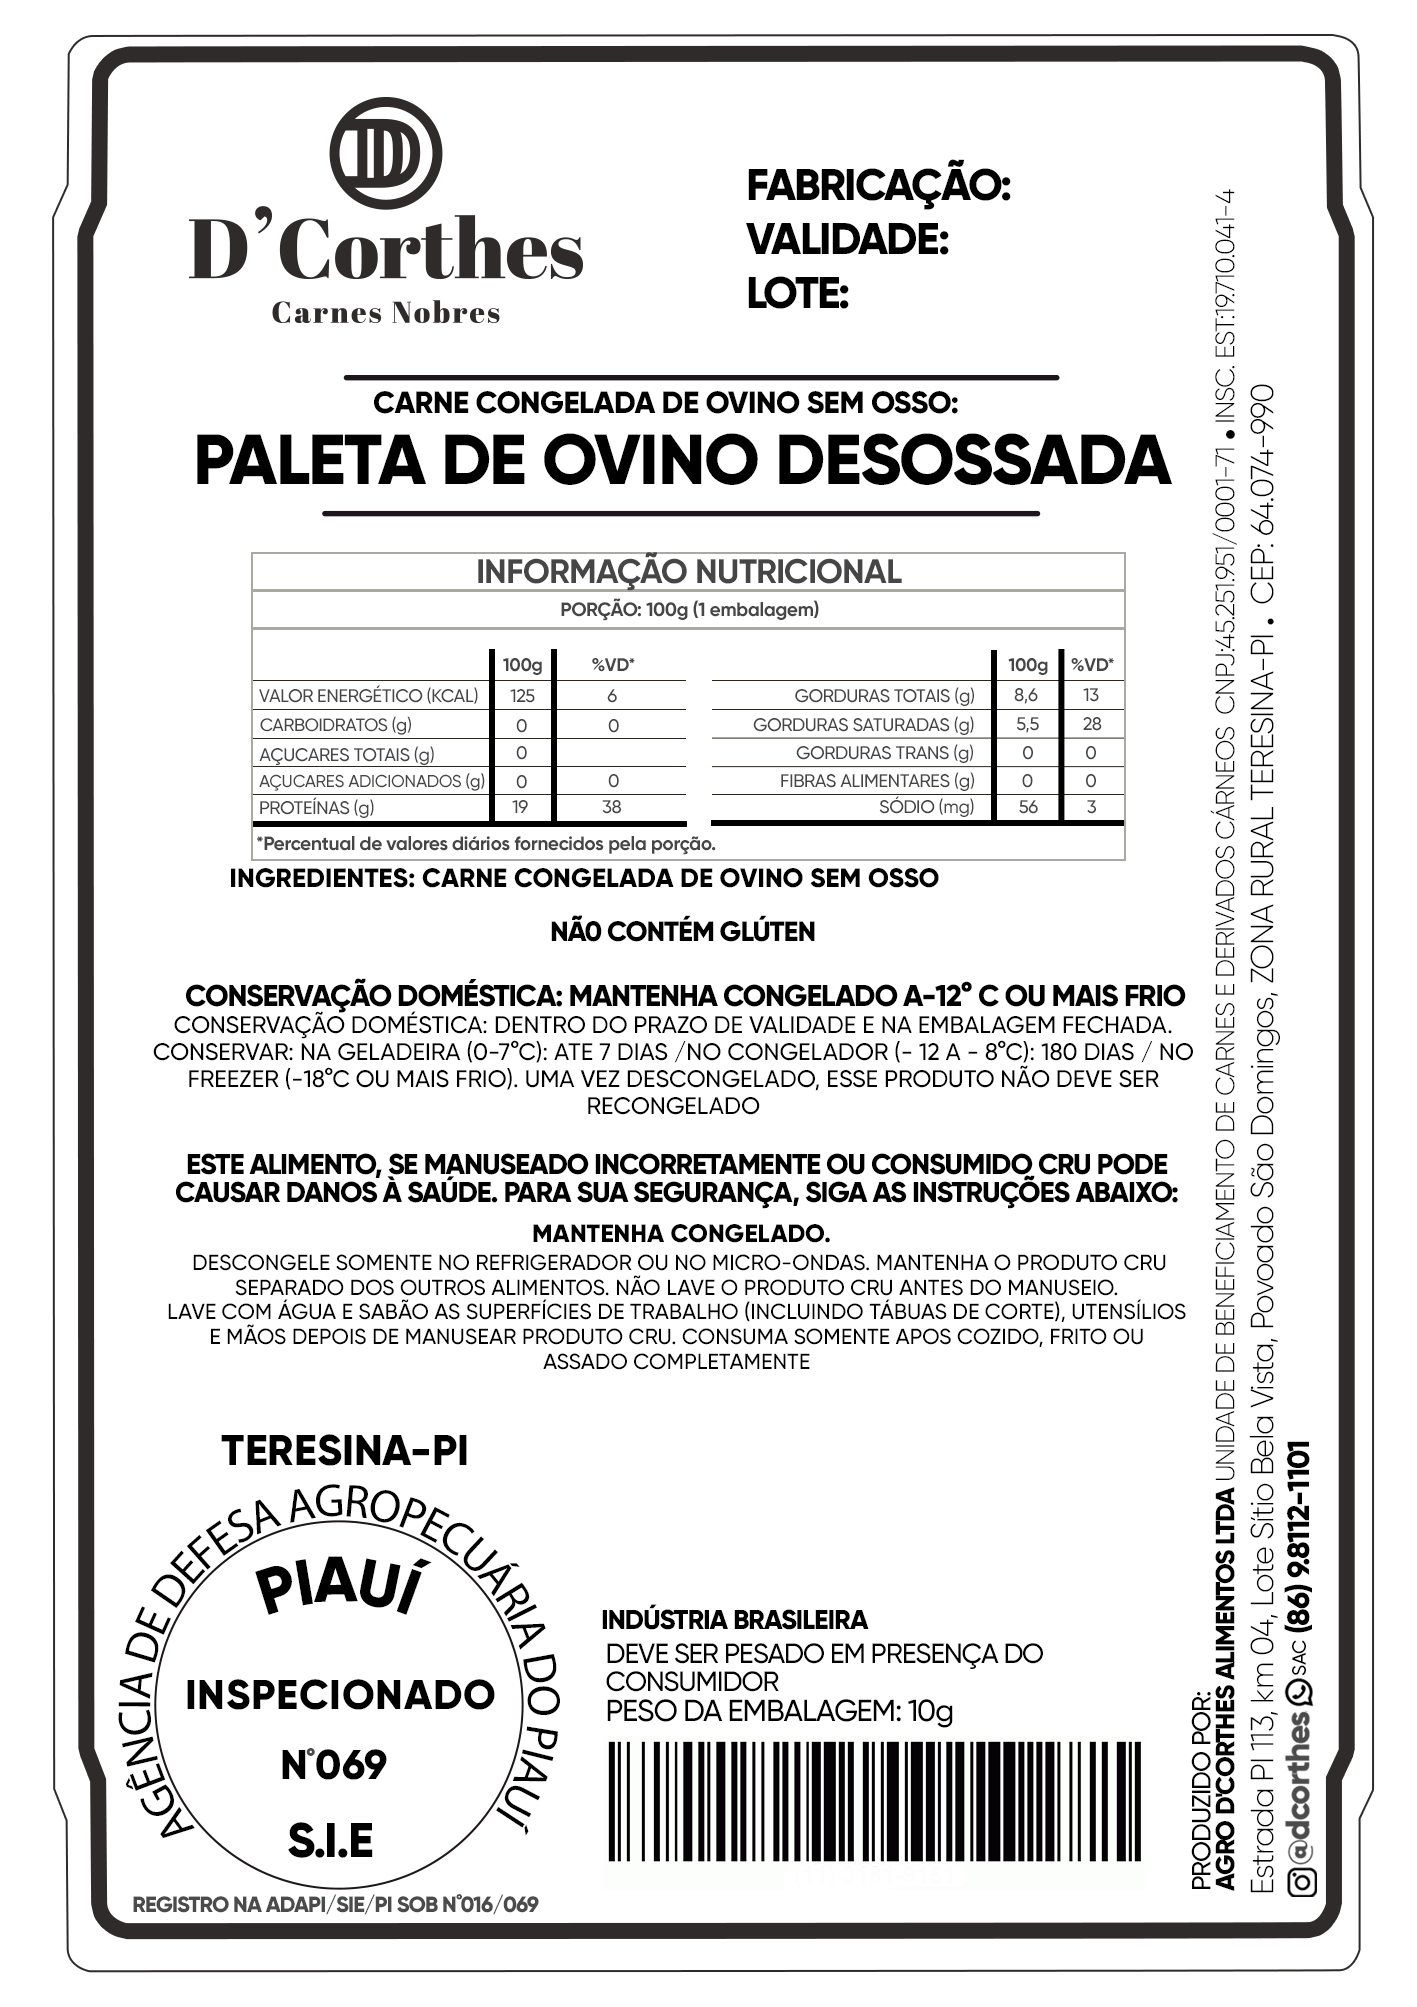 D'Corthes
Carnes Nobres
FABRICAÇÃO:
VALIDADE:
LOTE:
CARNE CONGELADA DE OVINO SEM OSSO:
PALETA DE OVINO DESOSSADA
INFORMAÇÃO NUTRICIONAL
PORÇÃO: 100g (1 embalagem)
100g %VD* 100g %VD*
VALOR ENERGÉTICO (KCAL) 125 6 GORDURAS TOTAIS (g) 8,6 13
CARBOIDRATOS (g) 0 0 GORDURAS SATURADAS (g) 5,5 28
AÇUCARES TOTAIS (g) 0 GORDURAS TRANS (g) 0 0
AÇUCARES ADICIONADOS (g) 0 0 FIBRAS ALIMENTARES (g) 0 0
PROTEÍNAS (g) 19 38 SÓDIO (mg) 56 3
*Percentual de valores diários fornecidos pela porção.
INGREDIENTES: CARNE CONGELADA DE OVINO SEM OSSO
NÃ0 CONTÉM GLÚTEN
CONSERVAÇÃO DOMÉSTICA: MANTENHA CONGELADO A-12° C OU MAIS FRIO
CONSERVAÇÃO DOMÉSTICA: DENTRO DO PRAZO DE VALIDADE E NA EMBALAGEM FECHADA.
CONSERVAR: NA GELADEIRA (0-7°C): ATE 7 DIAS /NO CONGELADOR (- 12 A - 8°C): 180 DIAS / NO
FREEZER (-18°C OU MAIS FRIO). UMA VEZ DESCONGELADO, ESSE PRODUTO NÃO DEVE SER
RECONGELADO
ESTE ALIMENTO, SE MANUSEADO INCORRETAMENTE OU CONSUMIDO CRU PODE
CAUSAR DANOS À SAÚDE. PARA SUA SEGURANÇA, SIGA AS INSTRUÇÕES ABAIXO:
MANTENHA CONGELADO.
DESCONGELE SOMENTE NO REFRIGERADOR OU NO MICRO-ONDAS. MANTENHA O PRODUTO CRU
SEPARADO DOS OUTROS ALIMENTOS. NÃO LAVE O PRODUTO CRU ANTES DO MANUSEIO.
LAVE COM ÁGUA E SABÃO AS SUPERFÍCIES DE TRABALHO (INCLUINDO TÁBUAS DE CORTE), UTENSÍLIOS
E MÃOS DEPOIS DE MANUSEAR PRODUTO CRU. CONSUMA SOMENTE APOS COZIDO, FRITO OU
ASSADO COMPLETAMENTE
TERESINA-PI
AGÊNCIA DE DEFESA AGROPECUÁRIA DO PIAUÍ
PIAUÍ
INSPECIONADO
N°069
S.I.E
REGISTRO NA ADAPI/SIE/PI SOB N°016/069
INDÚSTRIA BRASILEIRA
DEVE SER PESADO EM PRESENÇA DO
CONSUMIDOR
PESO DA EMBALAGEM: 10g
PRODUZIDO POR:
AGRO D'CORTHES ALIMENTOS LTDA UNIDADE DE BENEFICIAMENTO DE CARNES E DERIVADOS CÁRNEOS CNPJ:45.251.951/0001-71 • INSC. EST:19.710.041-4
Estrada PI 113, km 04, Lote Sítio Bela Vista, Povoado São Domingos, ZONA RURAL TERESINA-PI . CEP: 64.074-990
@dcorthes SAC (86) 9.8112-1101